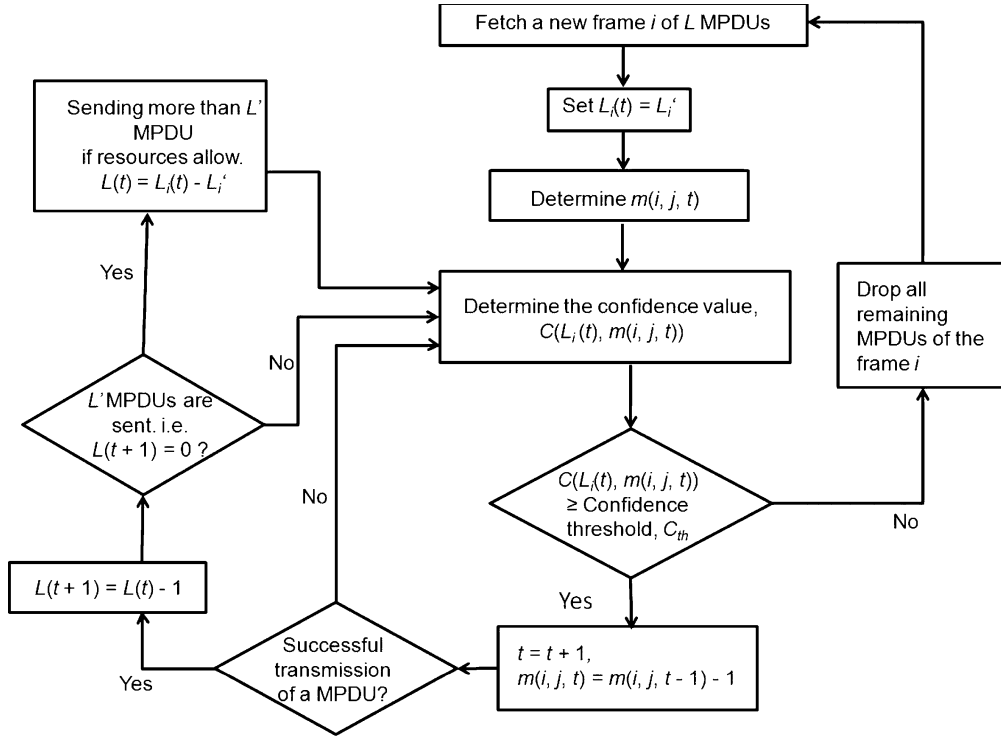 Fetch a new frame i of L MPDUs
Set Li(t) = Li‘
Determine m(i, j, t)
Determine the confidence value,
C(Li (t), m(i, j, t))
C(Li(t), m(i, j, t))
≥ Confidence
threshold, Cth
No
Drop all
remaining
MPDUs of the
frame i
Yes
t = t + 1,
m(i, j, t) = m(i, j, t - 1) - 1
Successful
transmission
of a MPDU?
No
Yes
L(t + 1) = L(t) - 1
L’ MPDUs are
sent. i.e.
L(t + 1) = 0 ?
No
Yes
Sending more than L’
MPDU
if resources allow.
L(t) = Li(t) - Li‘